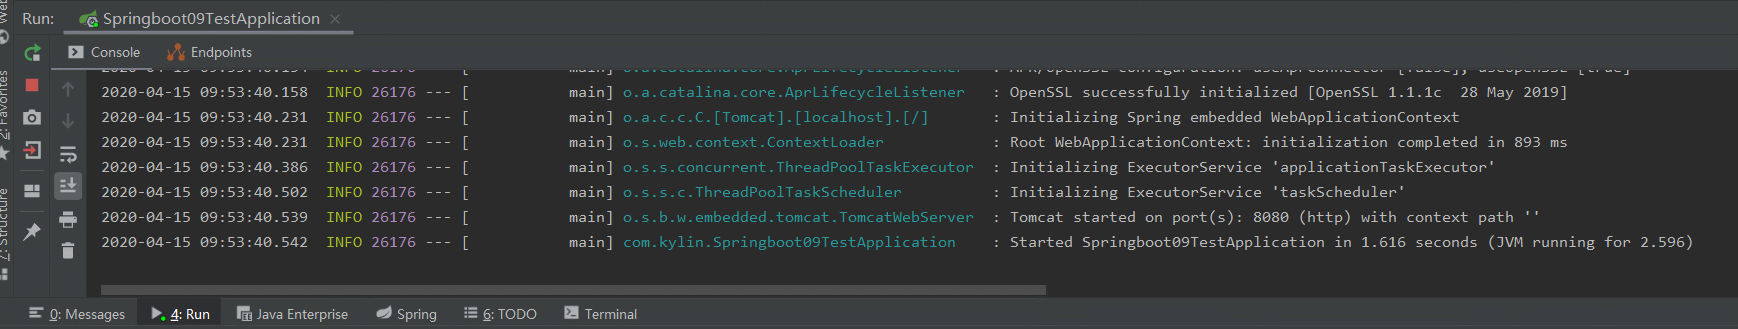 Run: Springboot09TestApplication
Console Endpoints
2020-04-15 09:53:40.158  INFO 26176 --- [           main] o.a.catalina.core.AprLifecycleListener   : OpenSSL successfully initialized [OpenSSL 1.1.1c  28 May 2019]
2020-04-15 09:53:40.231  INFO 26176 --- [           main] o.a.c.c.C.[Tomcat].[localhost].[/]       : Initializing Spring embedded WebApplicationContext
2020-04-15 09:53:40.231  INFO 26176 --- [           main] o.s.web.context.ContextLoader            : Root WebApplicationContext: initialization completed in 893 ms
2020-04-15 09:53:40.386  INFO 26176 --- [           main] o.s.s.concurrent.ThreadPoolTaskExecutor  : Initializing ExecutorService 'applicationTaskExecutor'
2020-04-15 09:53:40.502  INFO 26176 --- [           main] o.s.s.c.ThreadPoolTaskScheduler          : Initializing ExecutorService 'taskScheduler'
2020-04-15 09:53:40.539  INFO 26176 --- [           main] o.s.b.w.embedded.tomcat.TomcatWebServer  : Tomcat started on port(s): 8080 (http) with context path ''
2020-04-15 09:53:40.542  INFO 26176 --- [           main] com.kylin.Springboot09TestApplication    : Started Springboot09TestApplication in 1.616 seconds (JVM running for 2.596)
2: Favorites
7: Structure
0: Messages 4: Run Java Enterprise Spring 6: TODO Terminal